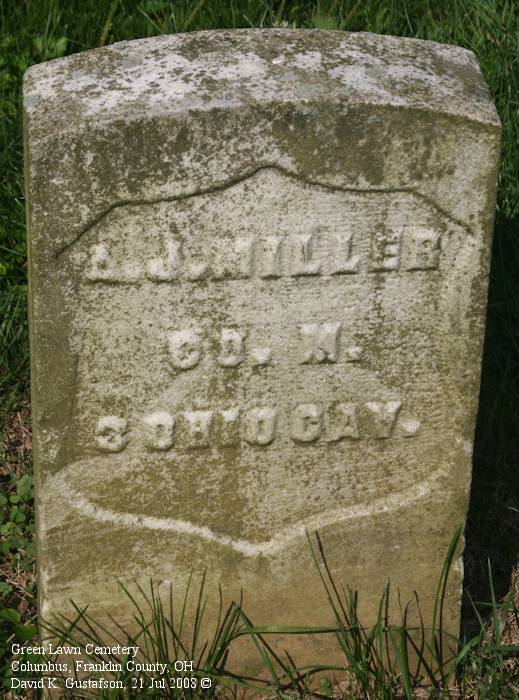 A.J. MILLER
CO. M.
3 OHIO CAV.
Green Lawn Cemetery
Columbus, Franklin County, OH
David K. Gustafson, 21 Jul 2008 ©